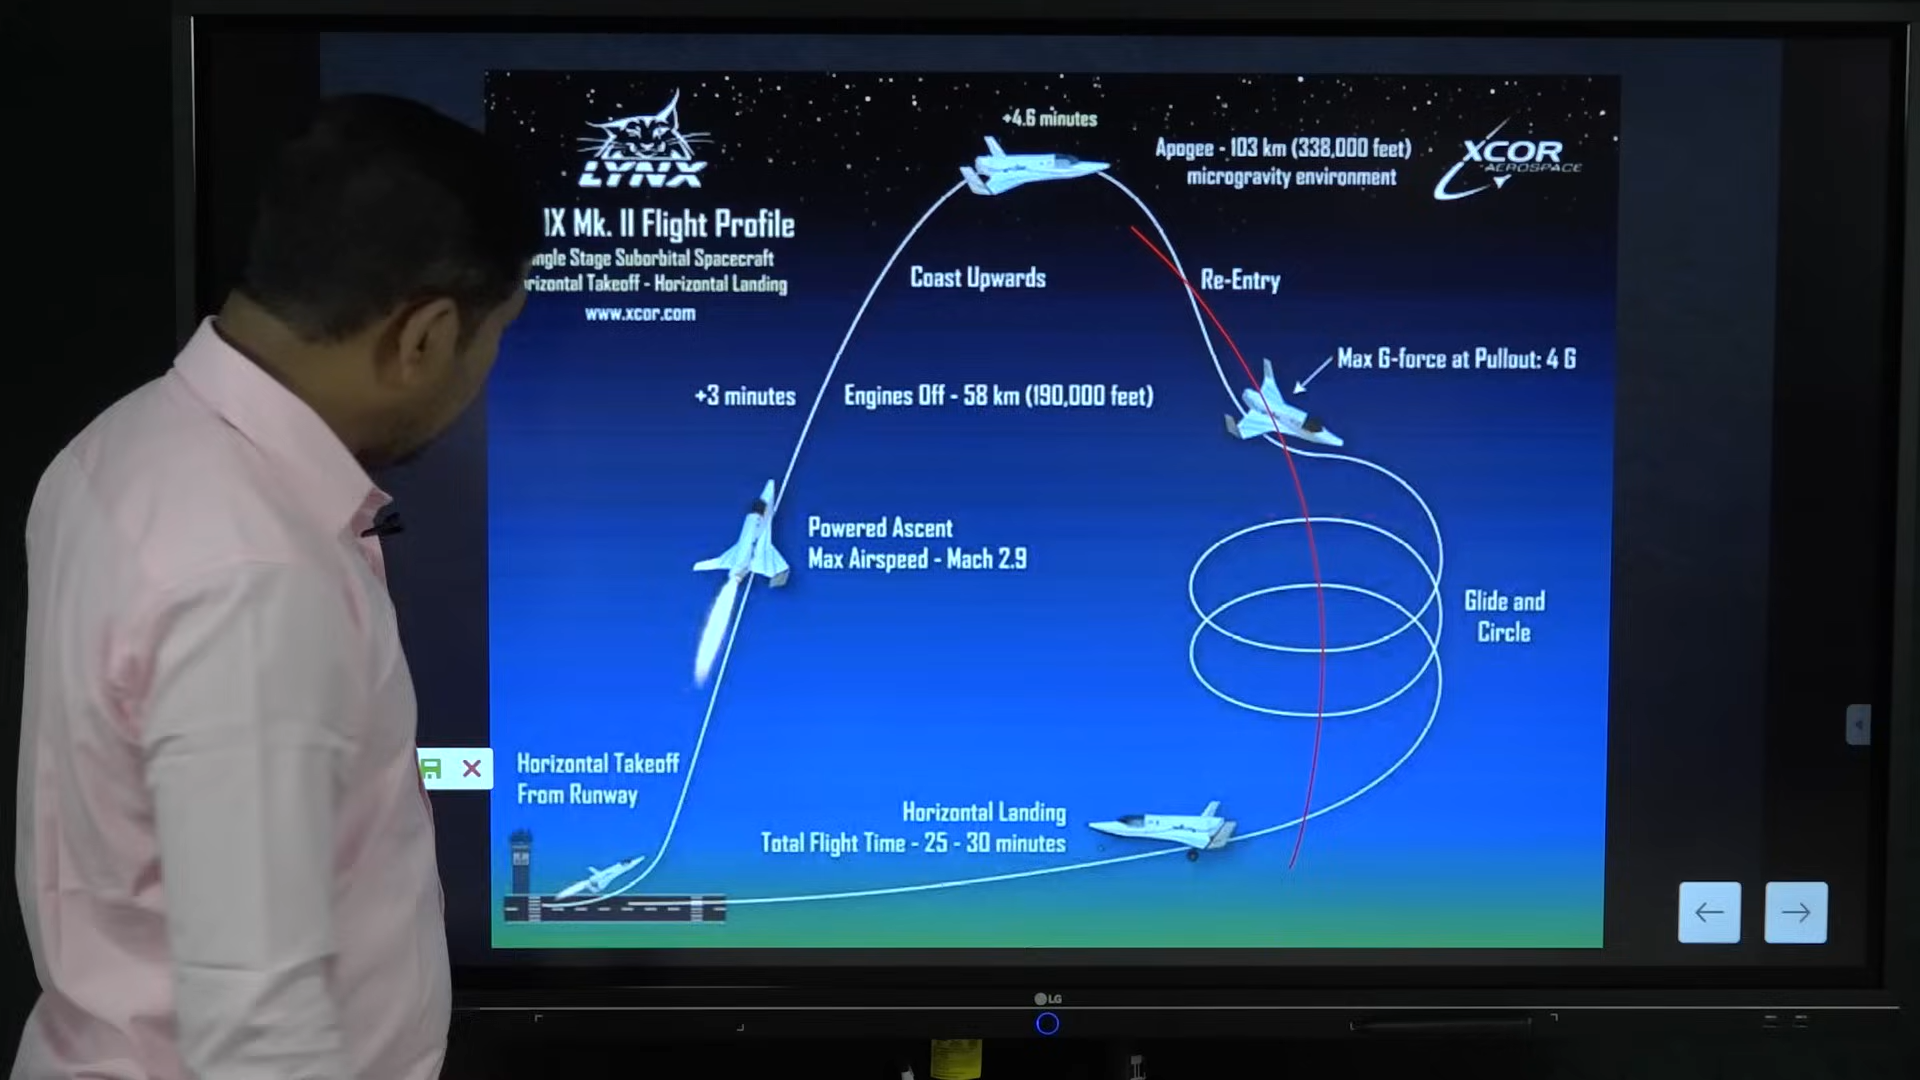 +4.6 minutes
LYNX
Apogee - 103 km (338,000 feet)
microgravity environment
XCOR
AEROSPACE
Mk. II Flight Profile
Stage Suborbital Spacecraft
Takeoff - Horizontal Landing
www.xcor.com
Coast Upwards
Re-Entry
Max G-force at Pullout: 4 G
+3 minutes
Engines Off - 58 km (190,000 feet)
Powered Ascent
Max Airspeed - Mach 2.9
Glide and
Circle
Horizontal Takeoff
From Runway
Horizontal Landing
Total Flight Time - 25 - 30 minutes
LG